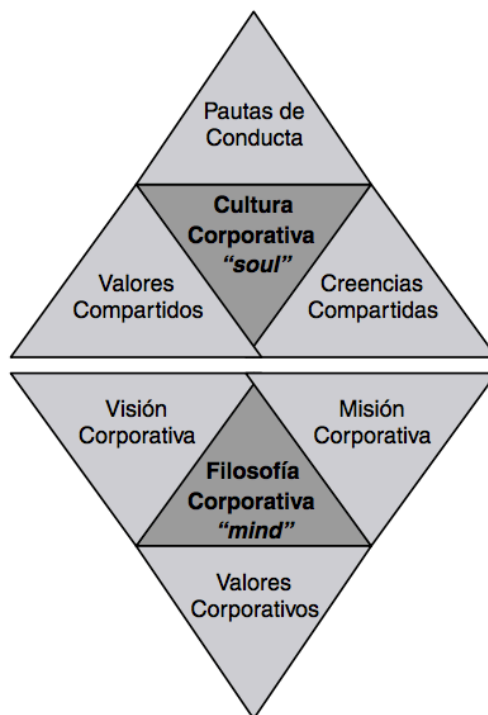 Pautas de
Conducta
Cultura
Corporativa
“soul”
Valores
Compartidos
Creencias
Compartidas
Visión
Corporativa
Misión
Corporativa
Filosofía
Corporativa
“mind”
Valores
Corporativos